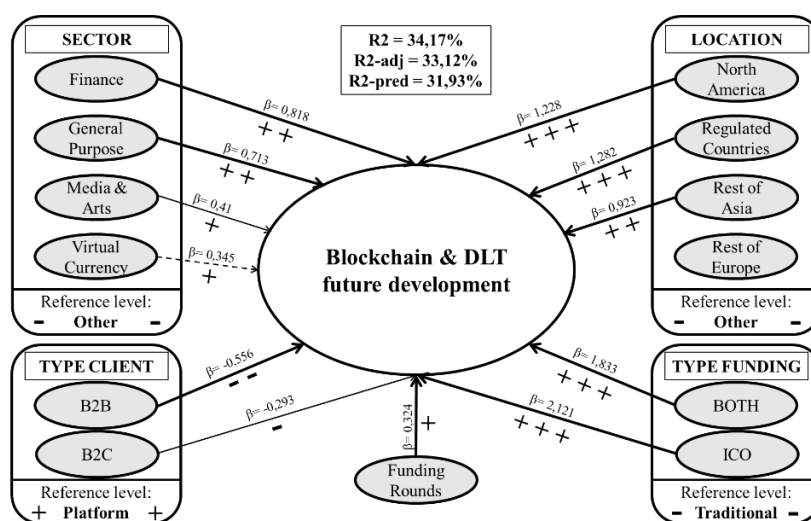 SECTOR
Finance
General
Purpose
Media &
Arts
Virtual
Currency
Reference level:
- Other -
R2 = 34,17%
R2-adj = 33,12%
R2-pred = 31,93%
LOCATION
North
America
Regulated
Countries
Rest of
Asia
Rest of
Europe
Reference level:
- Other -
β= 0,818
+ +
β= 0,713
+ +
β= 0,41
+
β= 0,345
+
β= 1,228
+ + +
β= 1,282
+ + +
β= 0,923
+ +
Blockchain & DLT
future development
TYPE CLIENT
B2B
B2C
Reference level:
+ Platform +
β= -0,556
- -
β= -0,293
-
β= 0,324
+
Funding
Rounds
β= 1,833
+ + +
β= 2,121
+ + +
TYPE FUNDING
BOTH
ICO
Reference level:
- Traditional -